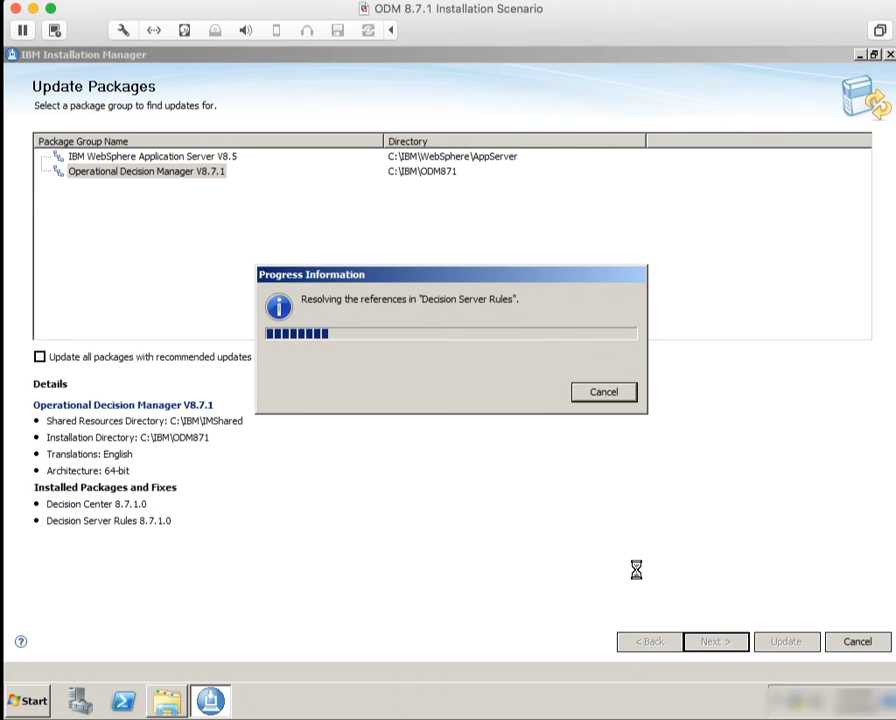 ODM 8.7.1 Installation Scenario
IBM Installation Manager
Update Packages
Select a package group to find updates for.
Package Group Name Directory
IBM WebSphere Application Server V8.5 C:\IBM\WebSphere\AppServer
Operational Decision Manager V8.7.1 C:\IBM\ODM871
Progress Information
Resolving the references in "Decision Server Rules".
Cancel
Update all packages with recommended updates
Details
Operational Decision Manager V8.7.1
• Shared Resources Directory: C:\IBM\IMShared
• Installation Directory: C:\IBM\ODM871
• Translations: English
• Architecture: 64-bit
Installed Packages and Fixes
• Decision Center 8.7.1.0
• Decision Server Rules 8.7.1.0
< Back Next > Update Cancel
Start